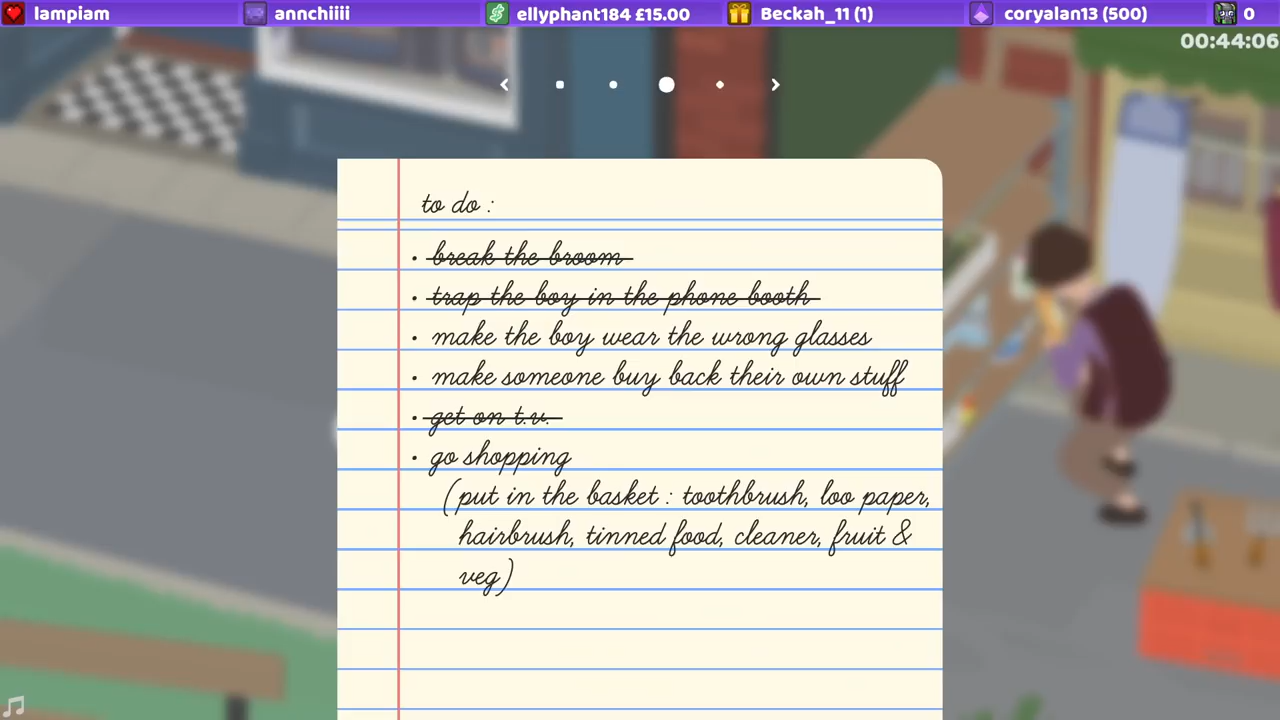 lampiam
annchiiii
ellyphant184 £15.00
Beckah_11 (1)
coryalan13 (500)
0
00:44:06
to do :
• break the broom
• trap the boy in the phone booth
• make the boy wear the wrong glasses
• make someone buy back their own stuff
• get on t.v.
• go shopping
(put in the basket : toothbrush, loo paper,
hairbrush, tinned food, cleaner, fruit &
veg)